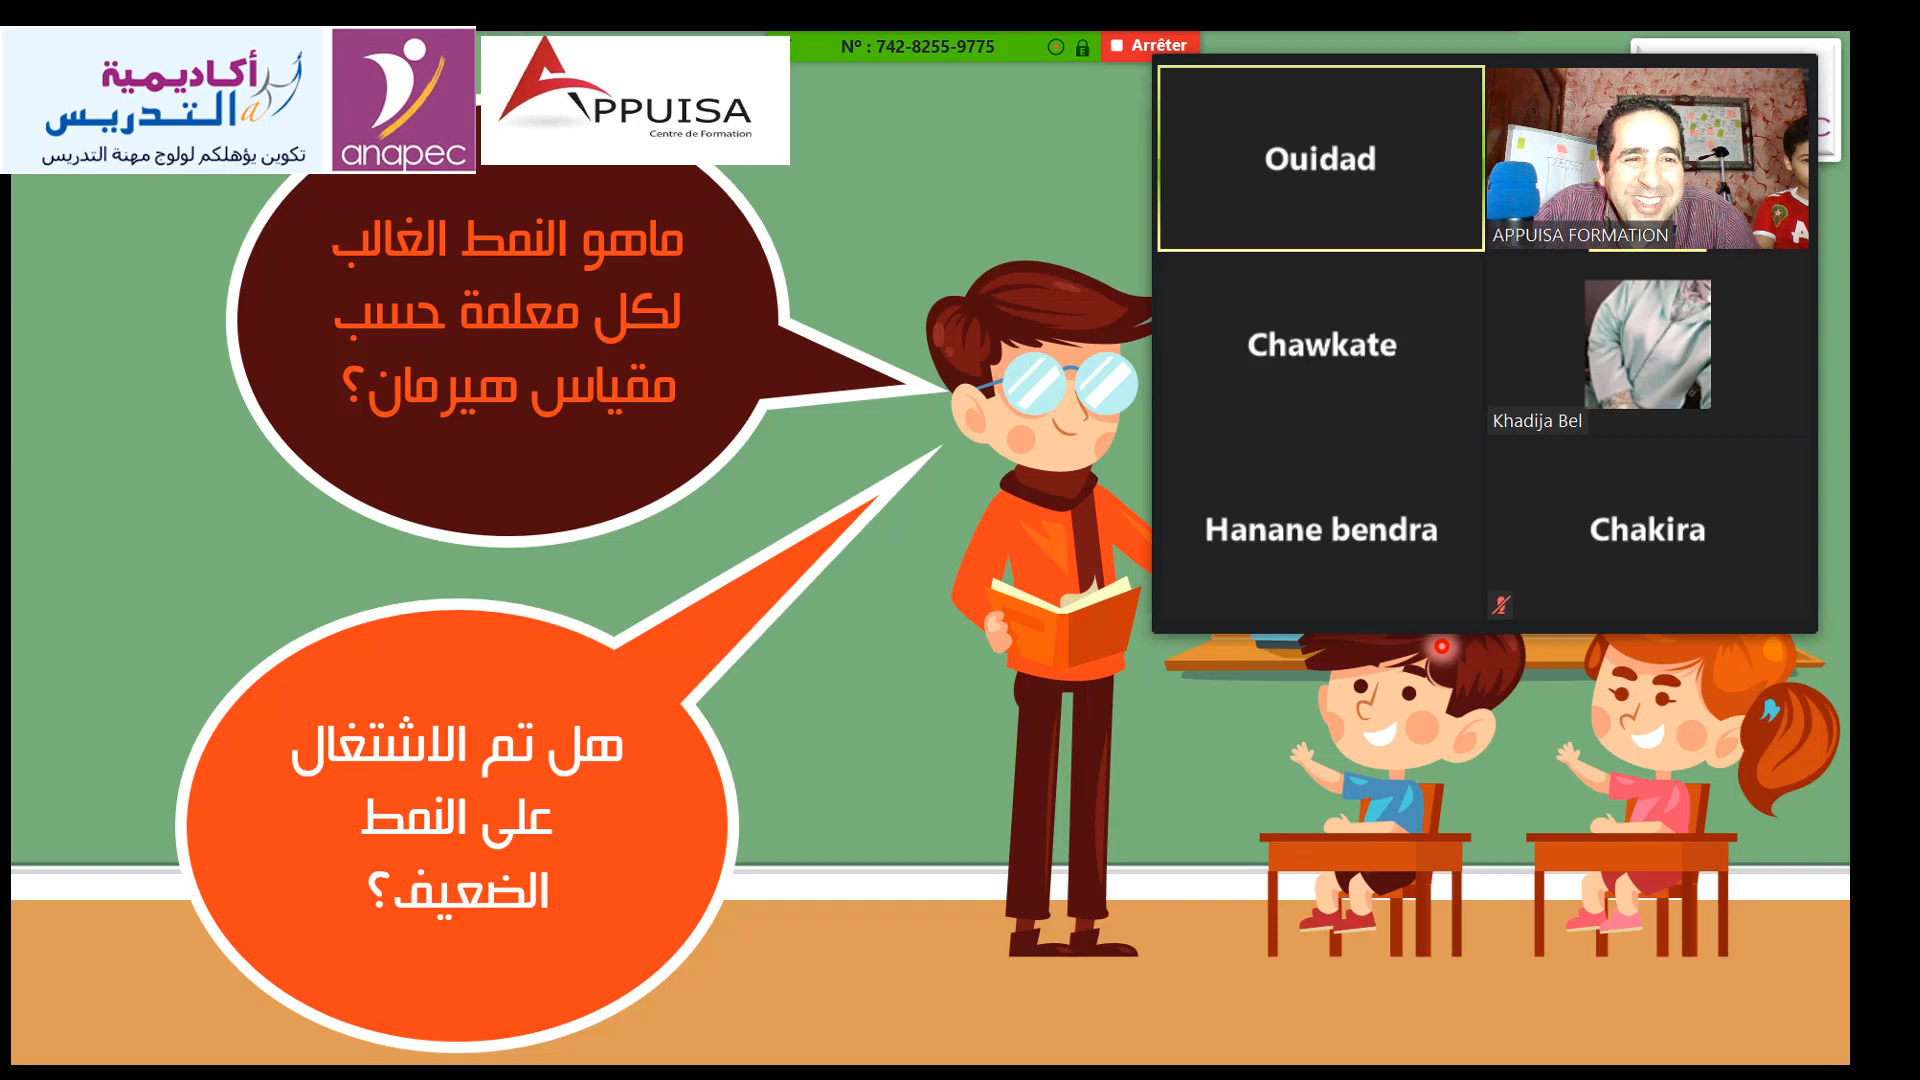 أكاديمية
التدريس
تكوين يؤهلكم لولوج مهنة التدريس
anapec
APPUISA
Centre de Formation
Nº : 742-8255-9775
Arrêter
Ouidad
APPUISA FORMATION
Chawkate
Khadija Bel
Hanane bendra
Chakira
ماهو النمط الغالب
لكل معلمة حسب
مقياس هيرمان؟
هل تم الاشتغال
على النمط
الضعيف؟